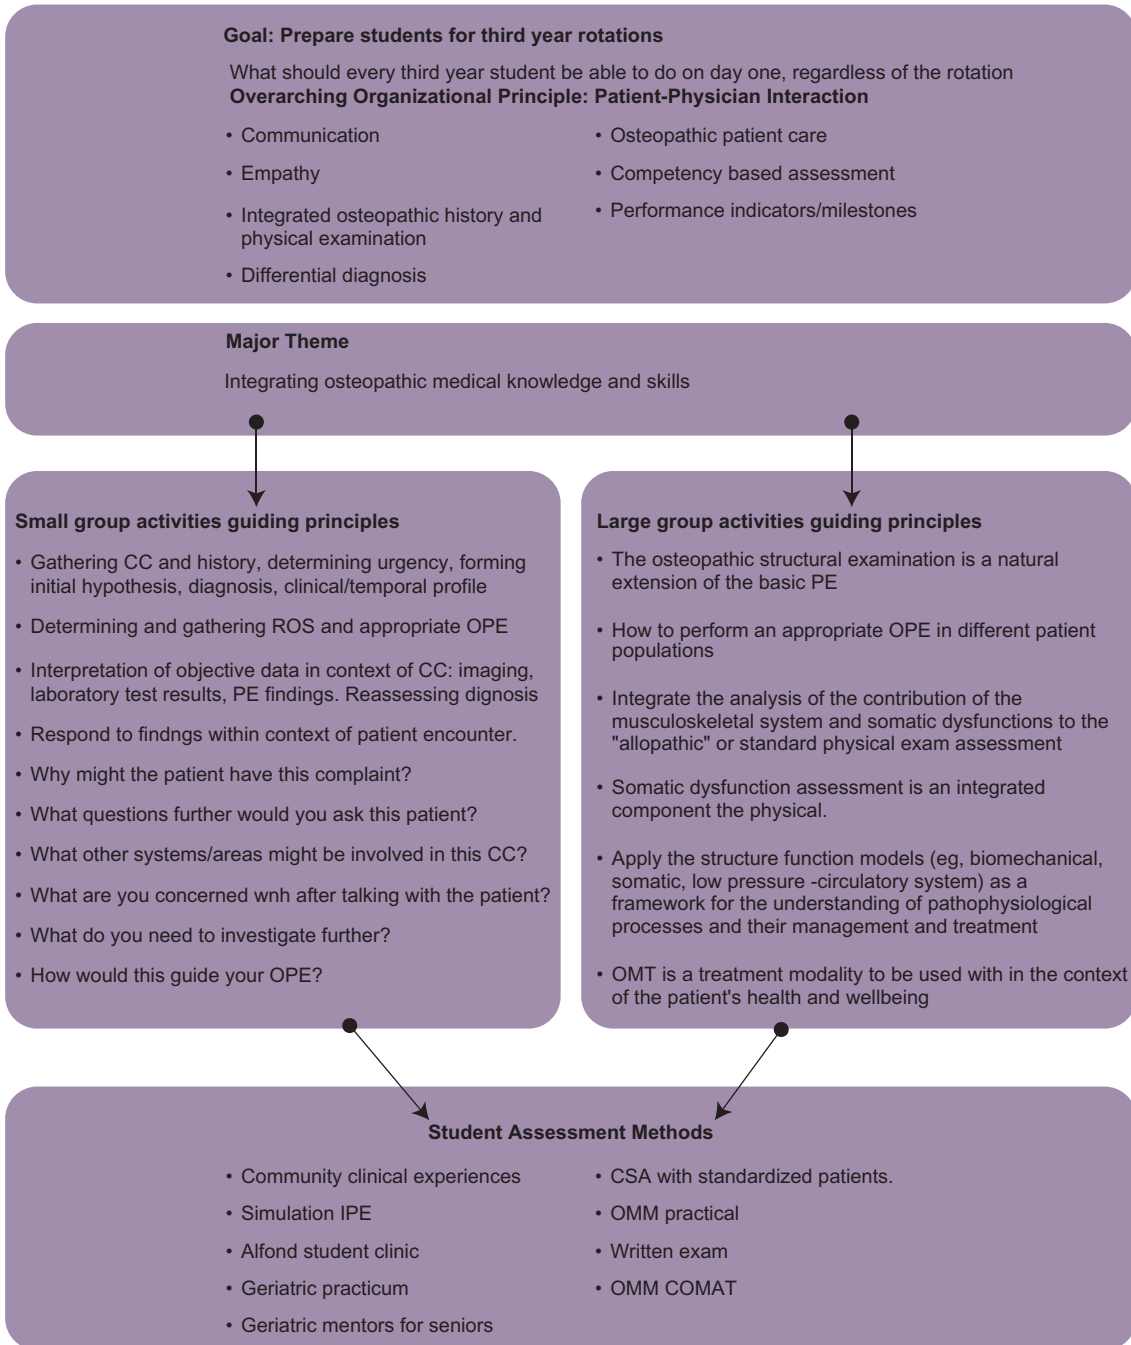 Goal: Prepare students for third year rotations
What should every third year student be able to do on day one, regardless of the rotation
Overarching Organizational Principle: Patient-Physician Interaction
• Communication
• Empathy
• Integrated osteopathic history and
physical examination
• Differential diagnosis
• Osteopathic patient care
• Competency based assessment
• Performance indicators/milestones
Major Theme
Integrating osteopathic medical knowledge and skills
Small group activities guiding principles
• Gathering CC and history, determining urgency, forming
initial hypothesis, diagnosis, clinical/temporal profile
• Determining and gathering ROS and appropriate OPE
• Interpretation of objective data in context of CC: imaging,
laboratory test results, PE findings. Reassessing dignosis
• Respond to findngs within context of patient encounter.
• Why might the patient have this complaint?
• What questions further would you ask this patient?
• What other systems/areas might be involved in this CC?
• What are you concerned wnh after talking with the patient?
• What do you need to investigate further?
• How would this guide your OPE?
Large group activities guiding principles
• The osteopathic structural examination is a natural
extension of the basic PE
• How to perform an appropriate OPE in different patient
populations
• Integrate the analysis of the contribution of the
musculoskeletal system and somatic dysfunctions to the
"allopathic" or standard physical exam assessment
• Somatic dysfunction assessment is an integrated
component the physical.
• Apply the structure function models (eg, biomechanical,
somatic, low pressure -circulatory system) as a
framework for the understanding of pathophysiological
processes and their management and treatment
• OMT is a treatment modality to be used with in the context
of the patient's health and wellbeing
Student Assessment Methods
• Community clinical experiences
• Simulation IPE
• Alfond student clinic
• Geriatric practicum
• Geriatric mentors for seniors
• CSA with standardized patients.
• OMM practical
• Written exam
• OMM COMAT